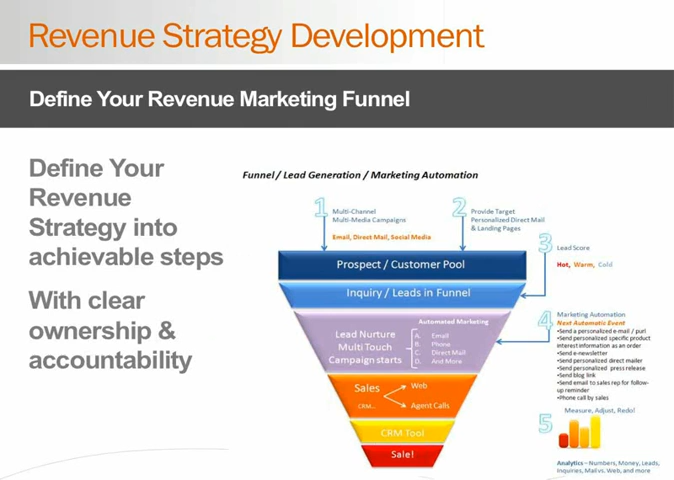 Revenue Strategy Development
Define Your Revenue Marketing Funnel
Define Your
Revenue
Strategy into
achievable steps
With clear
ownership &
accountability
Funnel / Lead Generation / Marketing Automation
1
Multi-Channel
Multi-Media Campaigns
Email, Direct Mail, Social Media
2
Provide Target
Personalized Direct Mail
& Landing Pages
3
Lead Score
Hot, Warm, Cold
Prospect / Customer Pool
Inquiry / Leads in Funnel
Lead Nurture
Multi Touch
Campaign starts
Automated Marketing
A. Email
B. Phone
C. Direct Mail
D. And More
4
Marketing Automation
Next Automatic Event
•Send a personalized e-mail / purl
•Send personalized specific product
interest information as an order
•Send e-newsletter
•Send personalized direct mailer
•Send personalized press release
•Send blog link
•Send email to sales rep for follow-
up reminder
•Phone call by sales
Sales
CRM...
Web
Agent Calls
CRM Tool
Sale!
5
Measure, Adjust, Redo!
Analytics – Numbers, Money, Leads,
Inquiries, Mail vs. Web, and more